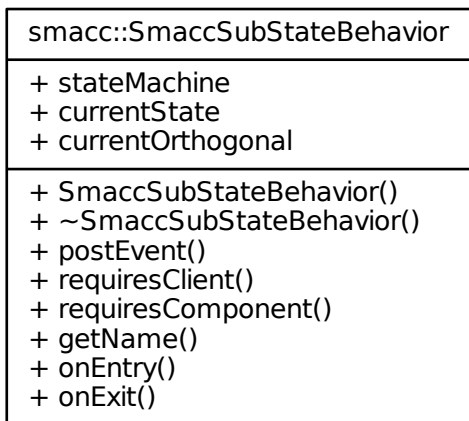 smacc::SmaccSubStateBehavior
+ stateMachine
+ currentState
+ currentOrthogonal
+ SmaccSubStateBehavior()
+ ~SmaccSubStateBehavior()
+ postEvent()
+ requiresClient()
+ requiresComponent()
+ getName()
+ onEntry()
+ onExit()